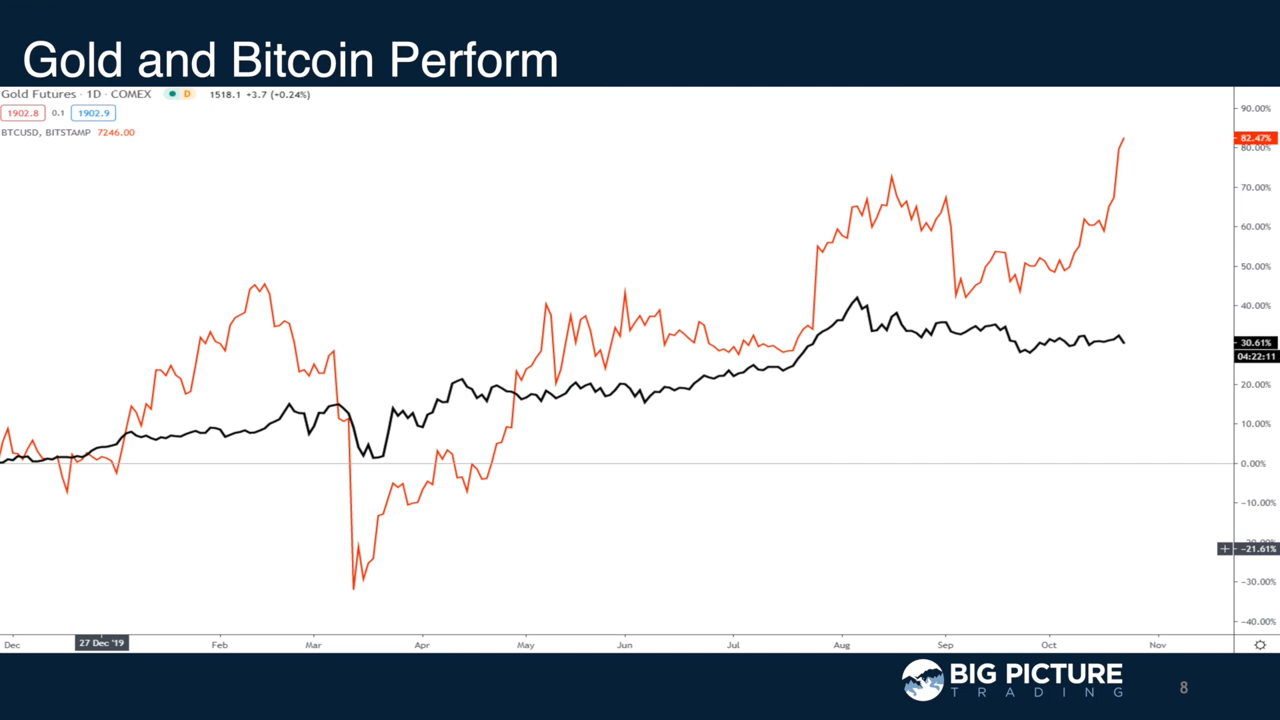 Gold and Bitcoin Perform
Gold Futures · 1D · COMEX D 1518.1 +3.7 (+0.24%)
1902.8 0.1 1902.9
BTCUSD, BITSTAMP 7246.00
90.00%
82.47%
80.00%
70.00%
60.00%
50.00%
40.00%
30.61%
04:22:11
20.00%
10.00%
0.00%
−10.00%
−21.61%
−30.00%
−40.00%
Dec 27 Dec '19 Feb Mar Apr May Jun Jul Aug Sep Oct Nov
BIG PICTURE
TRADING
8